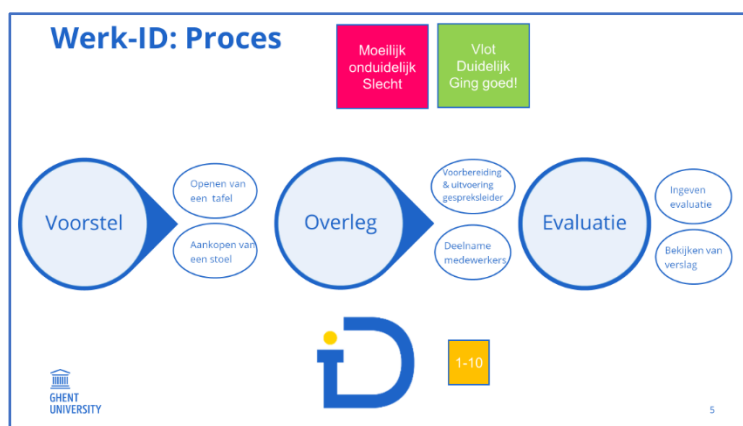 Werk-ID: Proces
Moeilijk
onduidelijk
Slecht
Vlot
Duidelijk
Ging goed!
Voorstel
Openen van
een tafel
Aankopen van
een stoel
Overleg
Voorbereiding
& uitvoering
gespreksleider
Deelname
medewerkers
Evaluatie
Ingeven
evaluatie
Bekijken van
verslag
iD
1-10
GHENT
UNIVERSITY
5